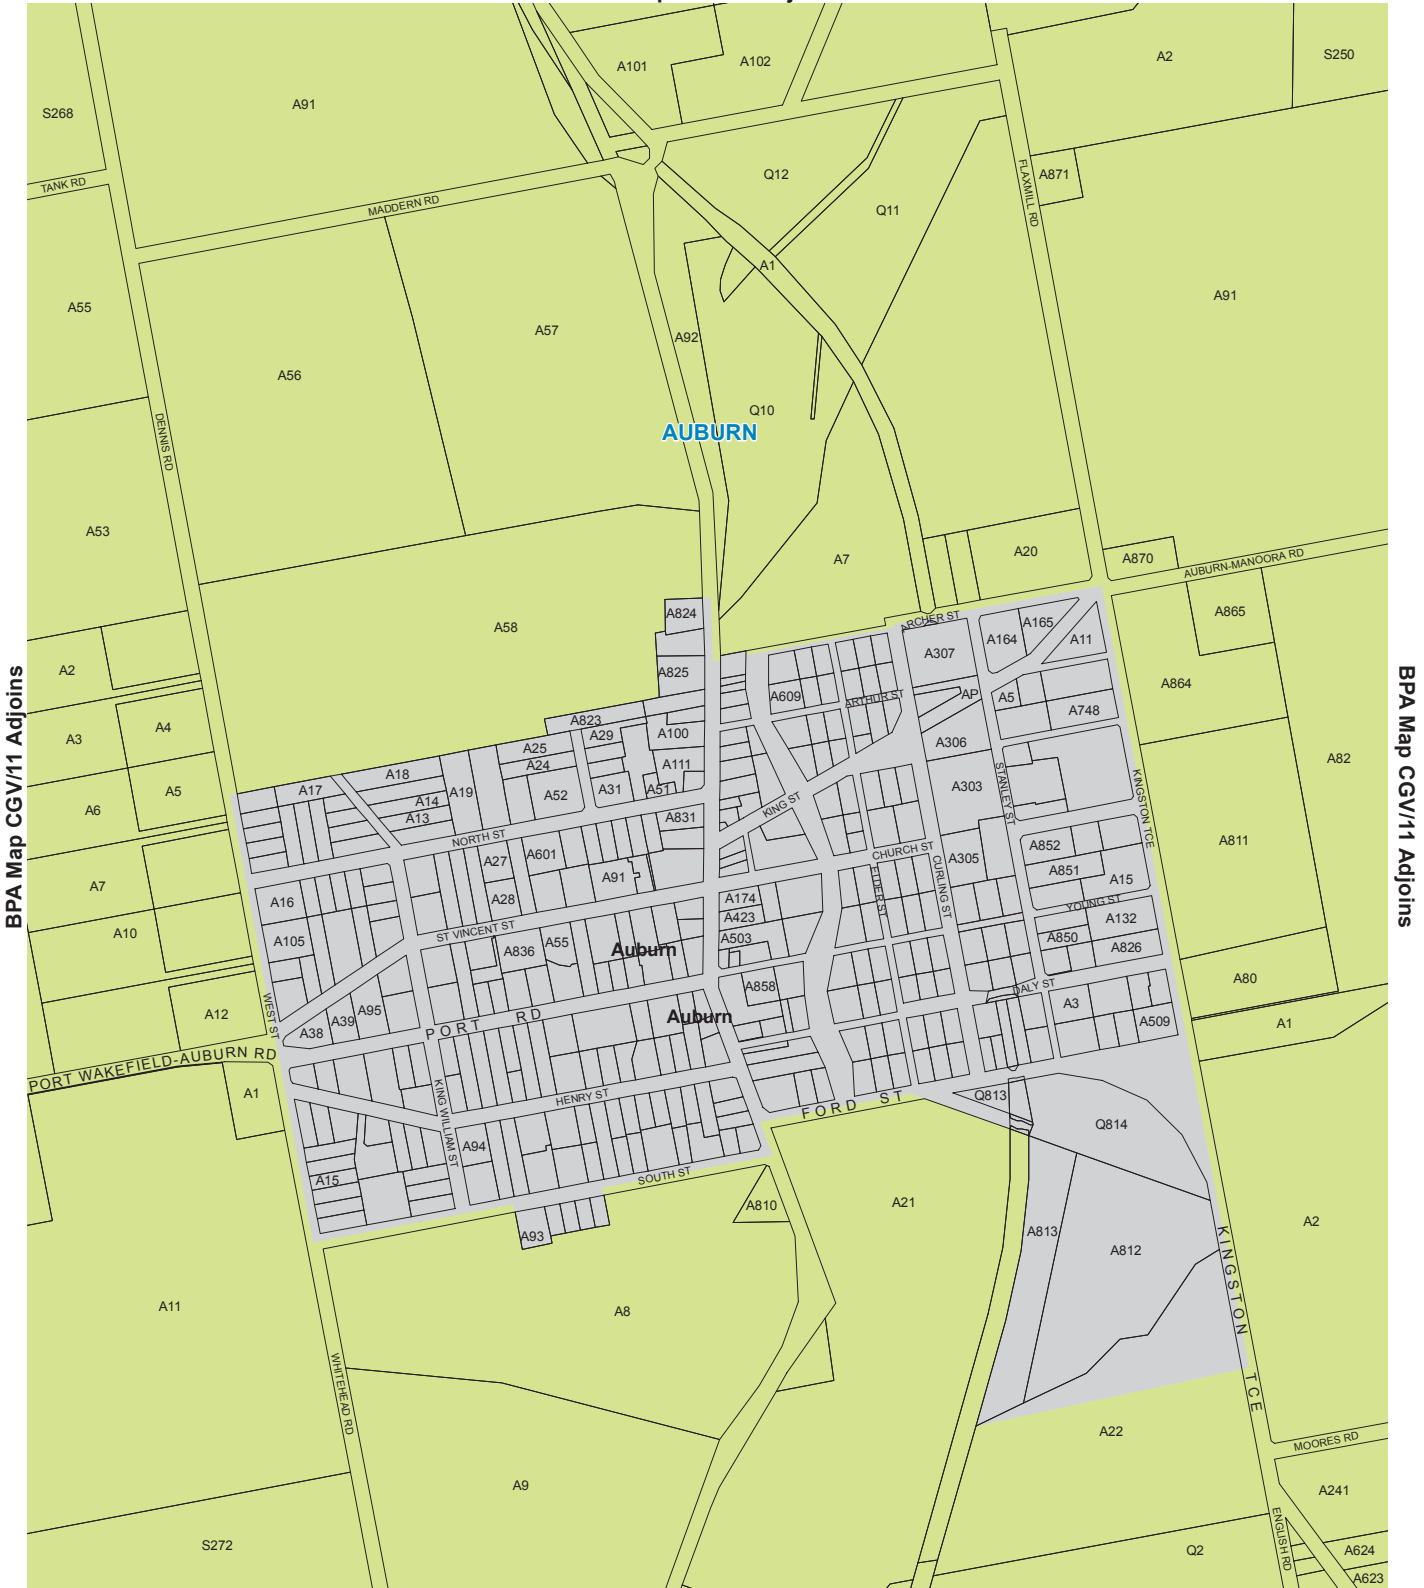 A101
A102
A2
S250
S268
A91
Q12
A871
TANK RD
MADDERN RD
Q11
FLAXMILL RD
A1
A55
A57
A92
A91
A56
Q10
AUBURN
DENNIS RD
A53
A7
A20
A870
AUBURN-MANOORA RD
A58
A824
ARCHER ST
A165
A164
A11
A865
A307
A2
A825
A864
A609
ARTHUR ST
AP
A5
A748
A823
A29
A100
A3
A4
A25
A24
A306
A82
A18
A111
STANLEY ST
KINGSTON TCE
A17
A14
A19
A52
A31
A51
A303
A5
A6
A13
KING ST
A831
NORTH ST
CHURCH ST
A852
A811
A27
A601
A305
A851
A15
A7
A91
ELDER ST
CURLING ST
A16
A28
A174
YOUNG ST
A423
A132
A10
ST VINCENT ST
A105
A836
A55
Auburn
A503
A850
A826
A80
A858
DALY ST
A12
WEST ST
A38
A39
A95
PORT RD
Auburn
A3
A509
A1
PORT WAKEFIELD-AUBURN RD
A1
KING WILLIAM ST
HENRY ST
FORD ST
Q813
Q814
A94
SOUTH ST
A15
A810
A21
A93
A813
A812
A2
KINGSTON TCE
A11
A8
WHITEHEAD RD
A22
MOORES RD
A9
A241
S272
ENGLISH RD
Q2
A624
A623
BPA Map CGV/11 Adjoins
BPA Map CGV/11 Adjoins